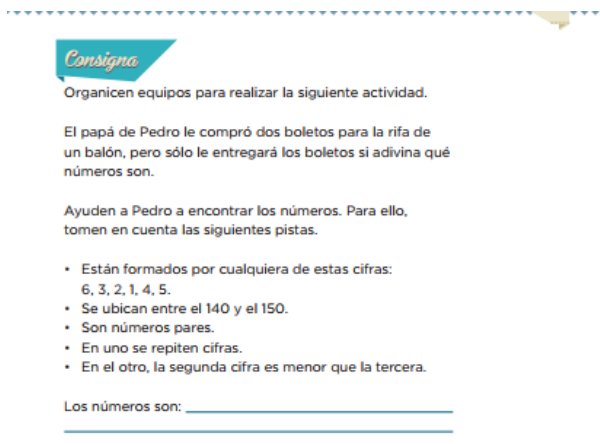 Consigna
Organicen equipos para realizar la siguiente actividad.
El papá de Pedro le compró dos boletos para la rifa de
un balón, pero sólo le entregará los boletos si adivina qué
números son.
Ayuden a Pedro a encontrar los números. Para ello,
tomen en cuenta las siguientes pistas.
• Están formados por cualquiera de estas cifras:
6, 3, 2, 1, 4, 5.
• Se ubican entre el 140 y el 150.
• Son números pares.
• En uno se repiten cifras.
• En el otro, la segunda cifra es menor que la tercera.
Los números son: